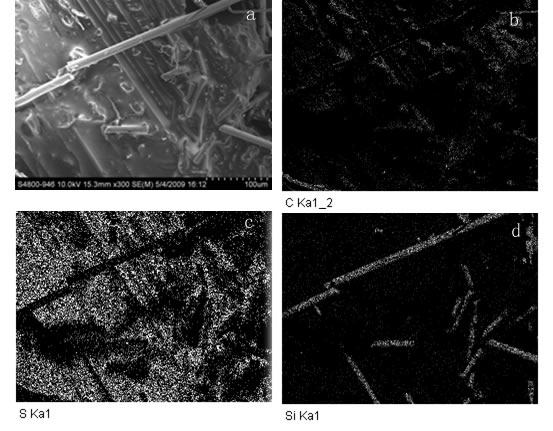 a
b
S4800-946 10.0kV 15.3mm x300 SE(M) 5/4/2009 16:12
100um
C Ka1_2
c
d
S Ka1
Si Ka1